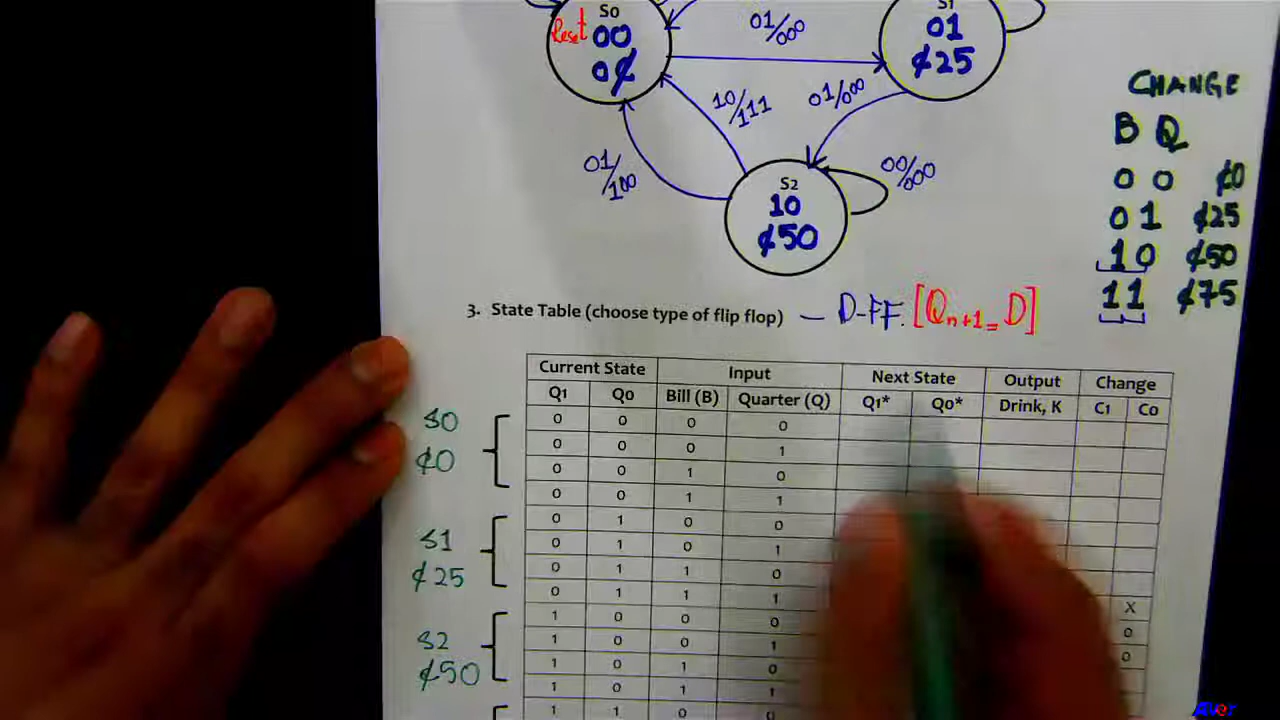 S0
S1
Reset 00
01
0¢
¢25
01/000
10/111
01/000
01/100
00/000
S2
10
¢50
CHANGE
B Q
0 0 ¢0
0 1 ¢25
1 0 ¢50
1 1 ¢75
3. State Table (choose type of flip flop) — D-FF. [Qn+1 = D]
Current State Input Next State Output Change
Q1 Q0 Bill (B) Quarter (Q) Q1* Q0* Drink, K C1 C0
S0
¢0
0 0 0 0
0 0 0 1
0 0 1 0
0 0 1 1
S1
¢25
0 1 0 0
0 1 0 1
0 1 1 0
0 1 1 1 X
S2
¢50
1 0 0 0 0
1 0 0 1 0
1 0 1 0
1 0 1 1
1 1 0 0
AVer